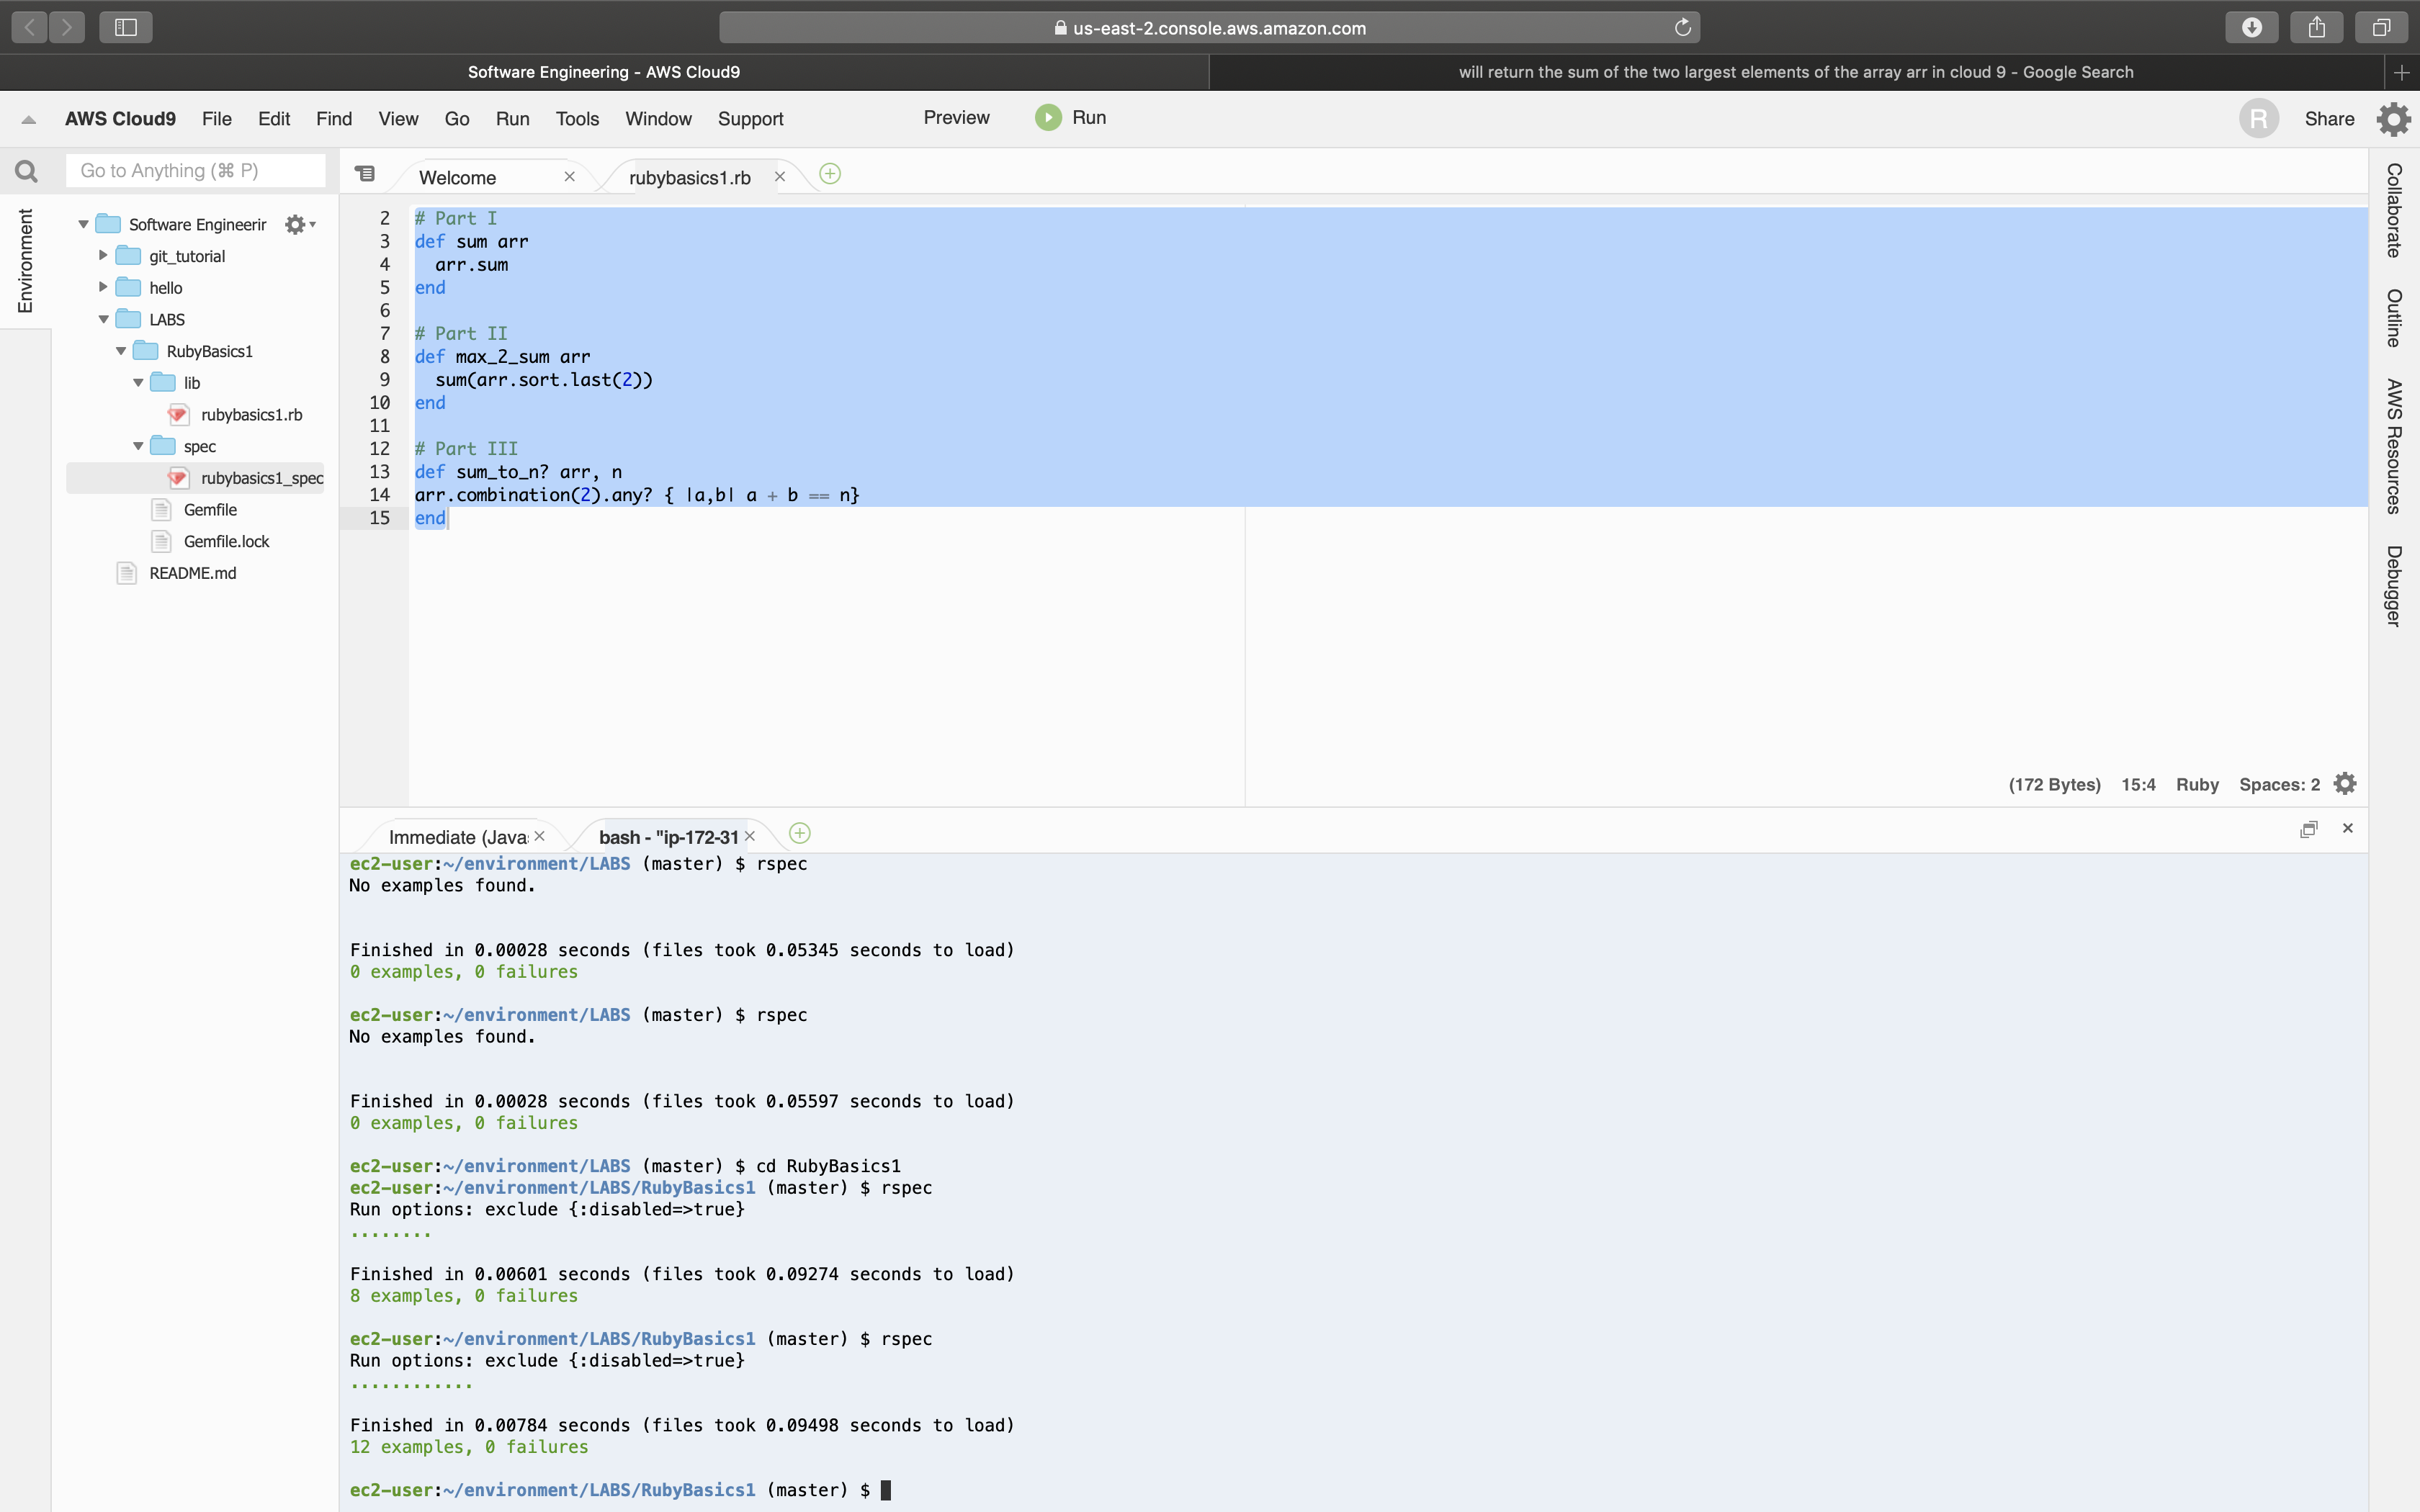 us-east-2.console.aws.amazon.com
Software Engineering - AWS Cloud9
will return the sum of the two largest elements of the array arr in cloud 9 - Google Search
AWS Cloud9 File Edit Find View Go Run Tools Window Support Preview Run R Share
Go to Anything (⌘ P)
Welcome
rubybasics1.rb
Environment
Software Engineerir
git_tutorial
hello
LABS
RubyBasics1
lib
rubybasics1.rb
spec
rubybasics1_spec
Gemfile
Gemfile.lock
README.md
2 # Part I
3 def sum arr
4 arr.sum
5 end
6
7 # Part II
8 def max_2_sum arr
9 sum(arr.sort.last(2))
10 end
11
12 # Part III
13 def sum_to_n? arr, n
14 arr.combination(2).any? { |a,b| a + b == n}
15 end
(172 Bytes) 15:4 Ruby Spaces: 2
Collaborate
Outline
AWS Resources
Debugger
Immediate (Java
bash - "ip-172-31
ec2-user:~/environment/LABS (master) $ rspec
No examples found.
Finished in 0.00028 seconds (files took 0.05345 seconds to load)
0 examples, 0 failures
ec2-user:~/environment/LABS (master) $ rspec
No examples found.
Finished in 0.00028 seconds (files took 0.05597 seconds to load)
0 examples, 0 failures
ec2-user:~/environment/LABS (master) $ cd RubyBasics1
ec2-user:~/environment/LABS/RubyBasics1 (master) $ rspec
Run options: exclude {:disabled=>true}
........
Finished in 0.00601 seconds (files took 0.09274 seconds to load)
8 examples, 0 failures
ec2-user:~/environment/LABS/RubyBasics1 (master) $ rspec
Run options: exclude {:disabled=>true}
............
Finished in 0.00784 seconds (files took 0.09498 seconds to load)
12 examples, 0 failures
ec2-user:~/environment/LABS/RubyBasics1 (master) $